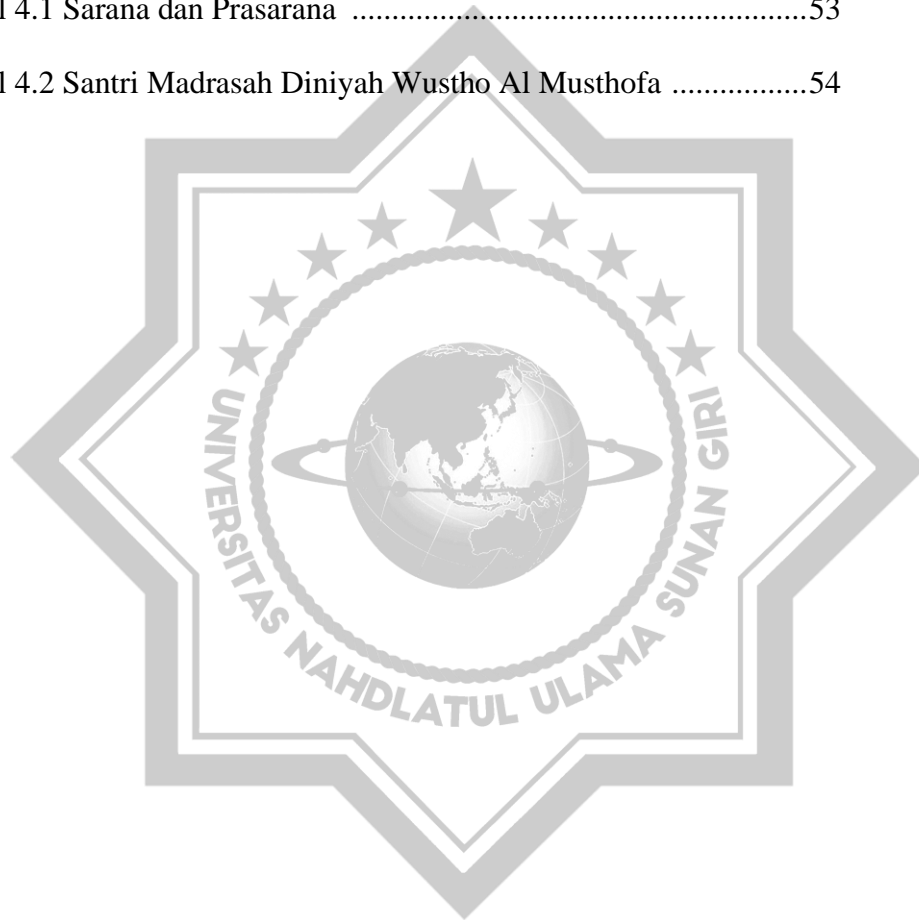 l 4.1 Sarana dan Prasarana ........................................................53
l 4.2 Santri Madrasah Diniyah Wustho Al Musthofa .................54
UNIVERSITAS NAHDLATUL ULAMA SUNAN GIRI